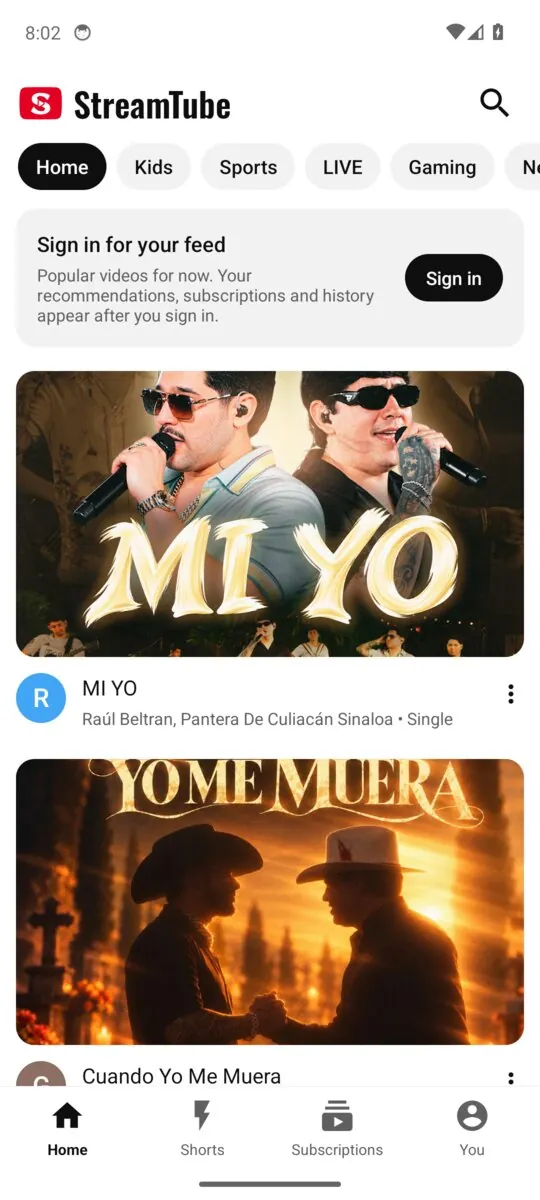 8:02
S StreamTube
Home Kids Sports LIVE Gaming
Sign in for your feed
Popular videos for now. Your
recommendations, subscriptions and history
appear after you sign in.
Sign in
MI YO
R
MI YO
Raúl Beltran, Pantera De Culiacán Sinaloa • Single
YO ME MUERA
Cuando Yo Me Muera
Home Shorts Subscriptions You